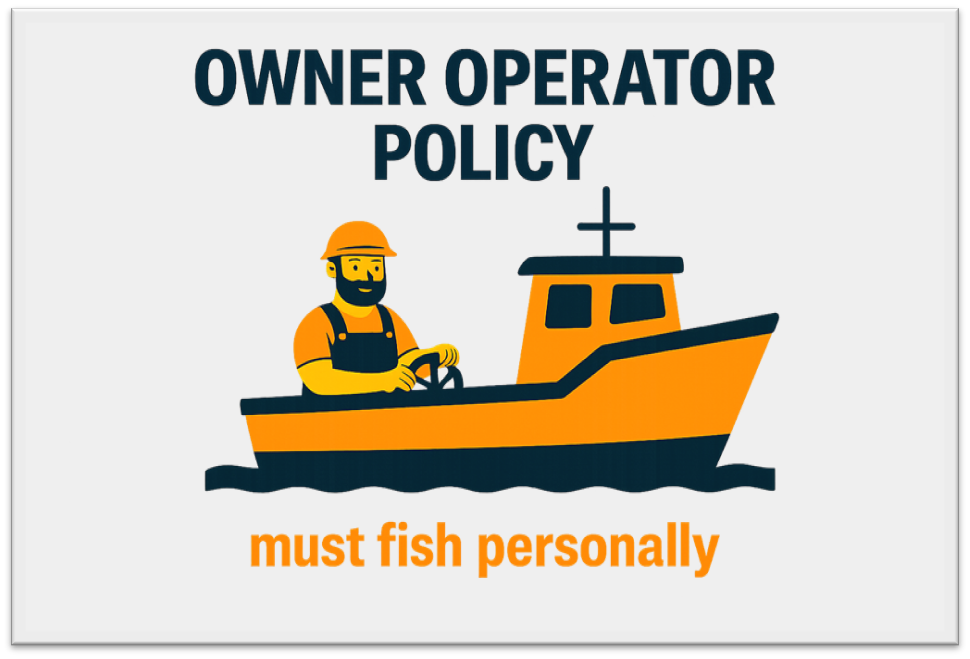 OWNER OPERATOR
POLICY
must fish personally